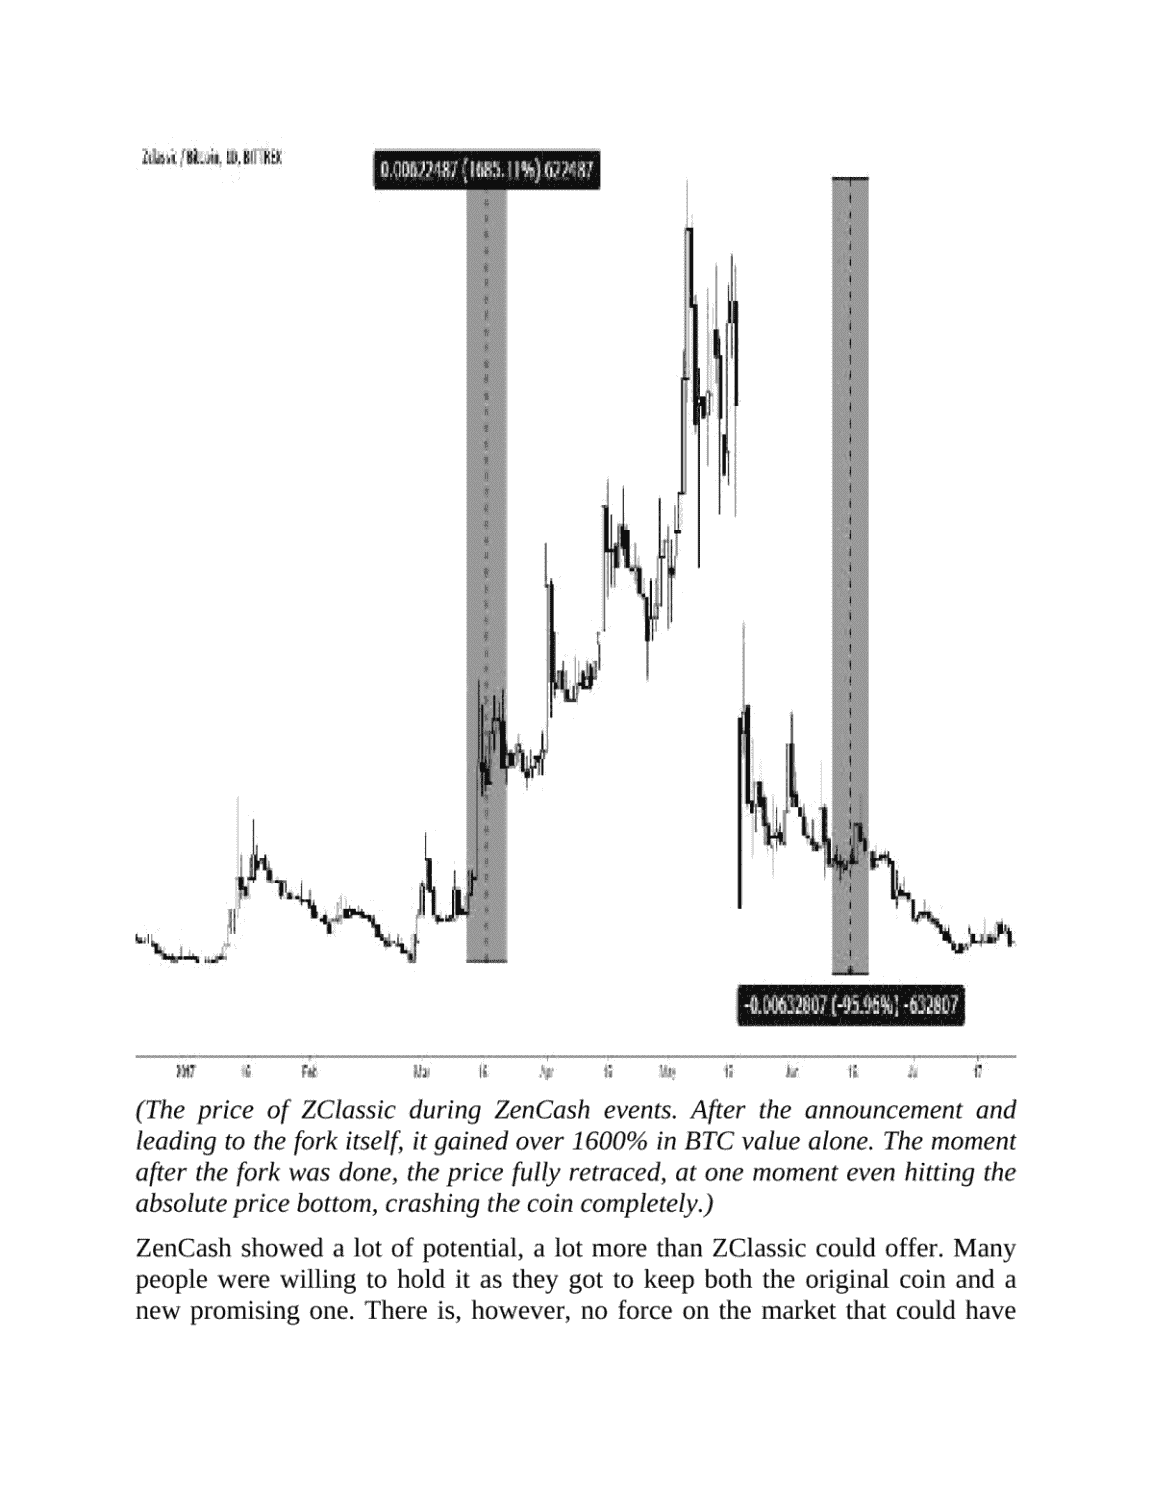 Zclassic / Bitcoin, 1D, BITTREX
0.00622487 (1685.11%) 622487
-0.00632807 (-95.96%) -632807
2017 16 Feb Mar 16 Apr 16 May 16 Jun 16 Jul 17
(The price of ZClassic during ZenCash events. After the announcement and
leading to the fork itself, it gained over 1600% in BTC value alone. The moment
after the fork was done, the price fully retraced, at one moment even hitting the
absolute price bottom, crashing the coin completely.)
ZenCash showed a lot of potential, a lot more than ZClassic could offer. Many
people were willing to hold it as they got to keep both the original coin and a
new promising one. There is, however, no force on the market that could have